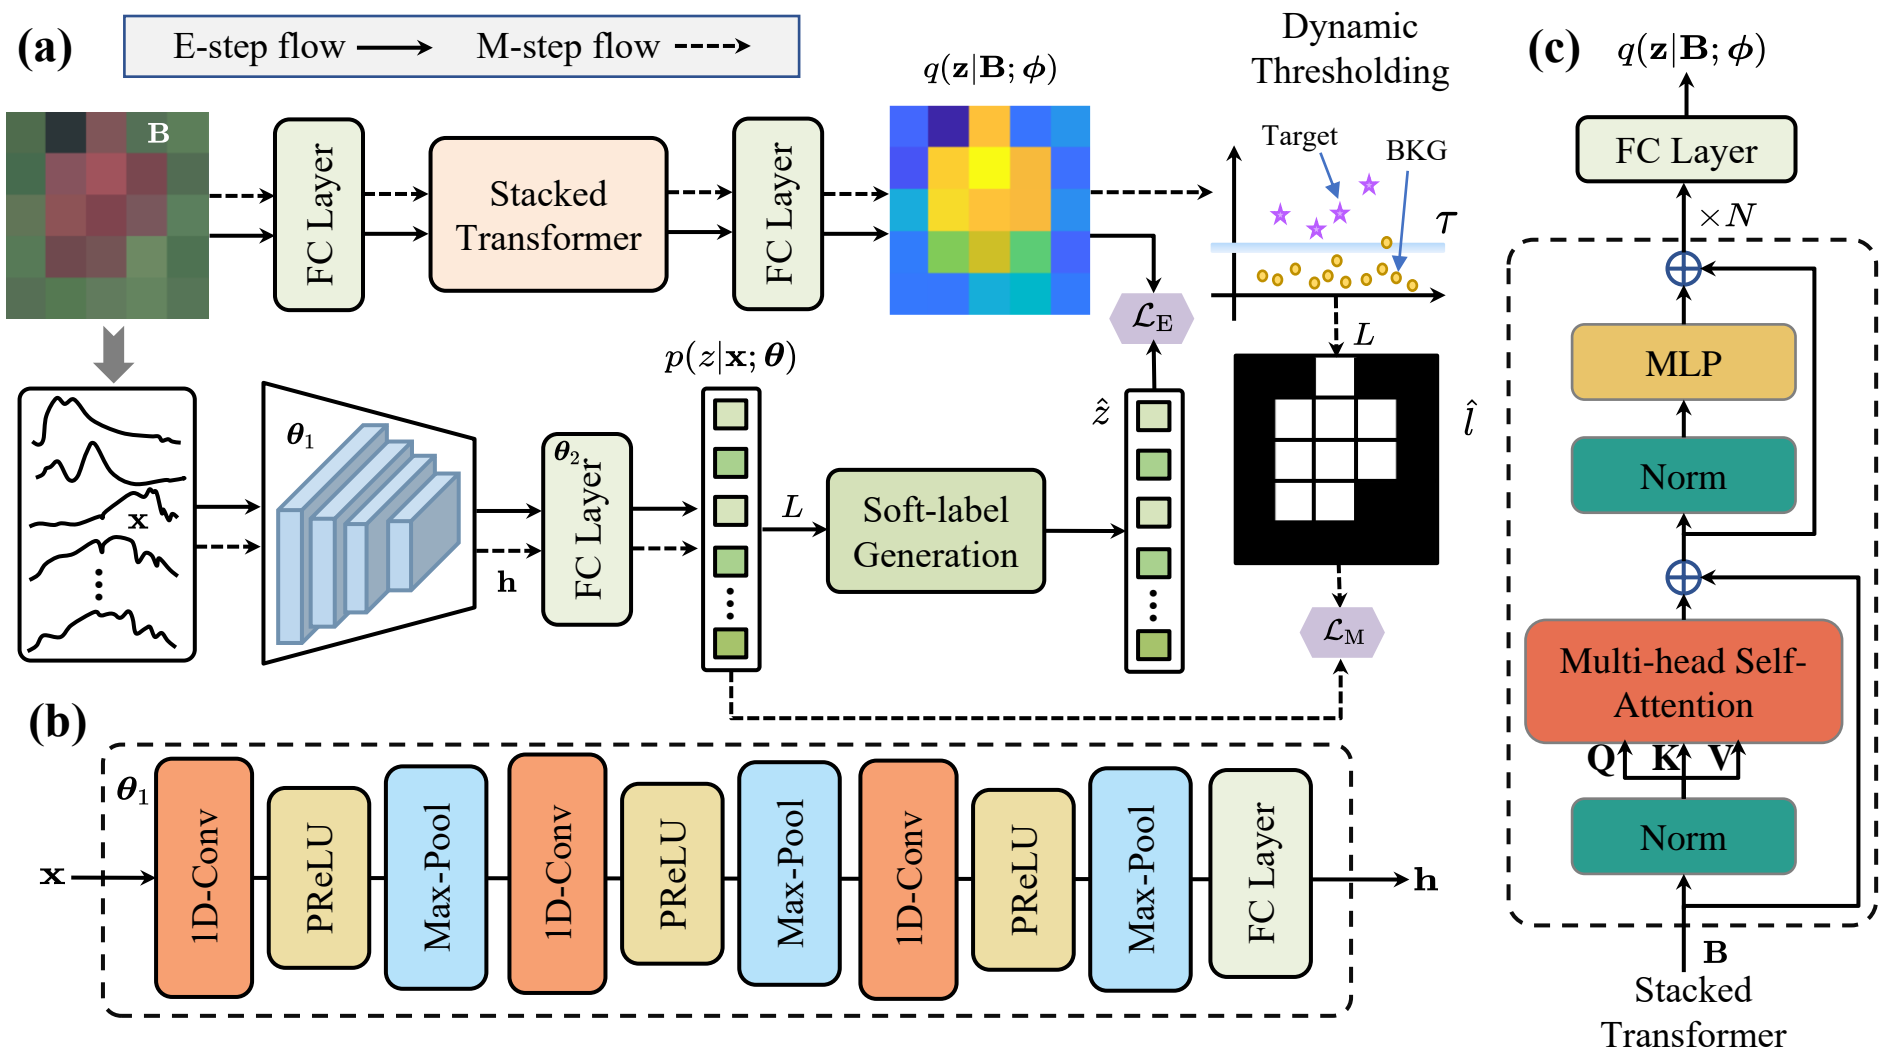 (a)
E-step flow
M-step flow
Dynamic
Thresholding
q(z|B; ϕ)
B
FC Layer
Stacked
Transformer
FC Layer
Target
BKG
τ
L
ℒE
p(z|x; θ)
θ1
x
h
θ2
FC Layer
L
Soft-label
Generation
ẑ
l̂
ℒM
(b)
θ1
x
1D-Conv
PReLU
Max-Pool
1D-Conv
PReLU
Max-Pool
1D-Conv
PReLU
Max-Pool
FC Layer
h
(c)
q(z|B; ϕ)
FC Layer
×N
MLP
Norm
Multi-head Self-
Attention
Q K V
Norm
B
Stacked
Transformer